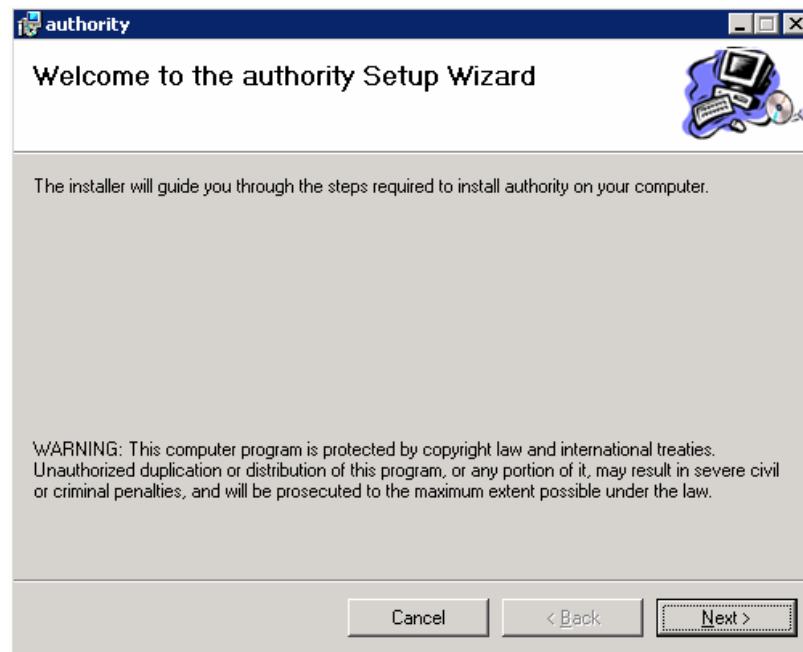 authority
Welcome to the authority Setup Wizard
The installer will guide you through the steps required to install authority on your computer.
WARNING: This computer program is protected by copyright law and international treaties.
Unauthorized duplication or distribution of this program, or any portion of it, may result in severe civil
or criminal penalties, and will be prosecuted to the maximum extent possible under the law.
Cancel
< Back
Next >